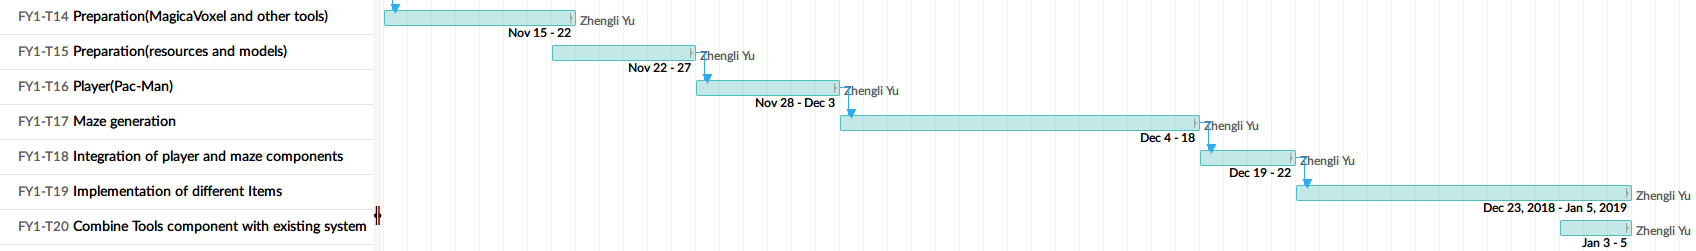 FY1-T14 Preparation(MagicaVoxel and other tools)
Zhengli Yu
Nov 15 - 22
FY1-T15 Preparation(resources and models)
Zhengli Yu
Nov 22 - 27
FY1-T16 Player(Pac-Man)
Zhengli Yu
Nov 28 - Dec 3
FY1-T17 Maze generation
Zhengli Yu
Dec 4 - 18
FY1-T18 Integration of player and maze components
Zhengli Yu
Dec 19 - 22
FY1-T19 Implementation of different Items
Zhengli Yu
Dec 23, 2018 - Jan 5, 2019
FY1-T20 Combine Tools component with existing system
Zhengli Yu
Jan 3 - 5